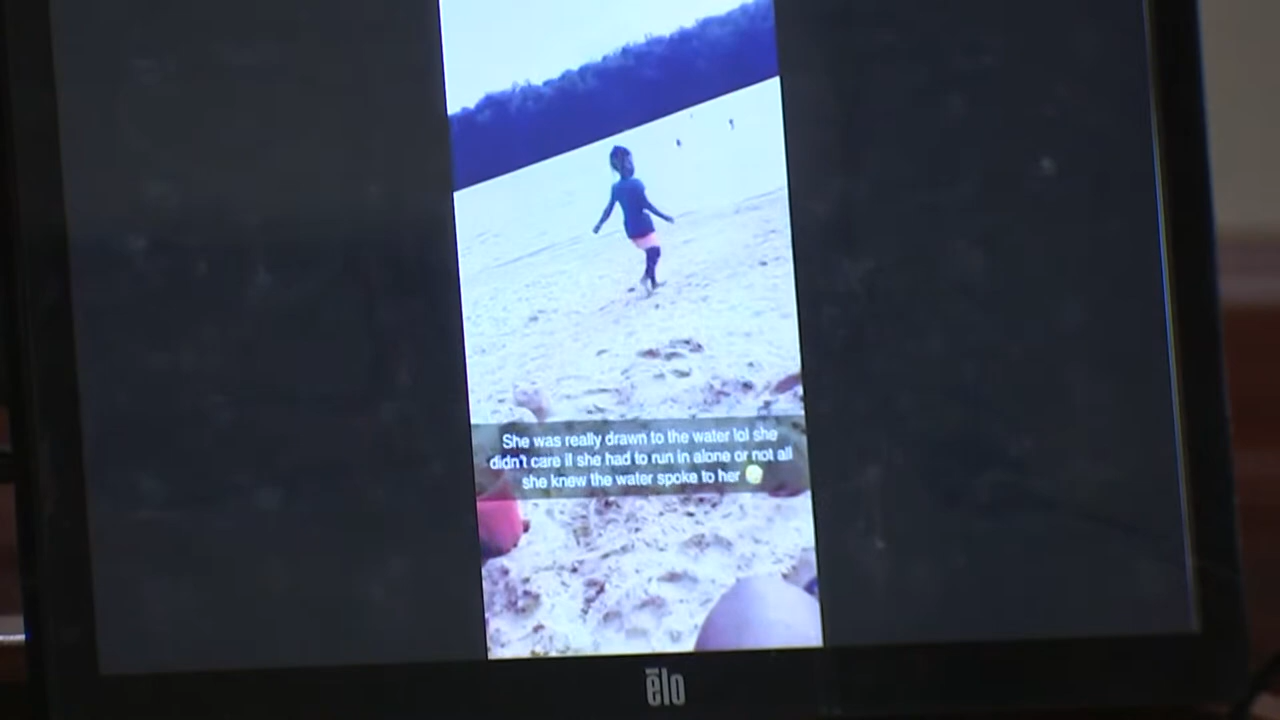 She was really drawn to the water lol she
didn't care if she had to run in alone or not all
she knew the water spoke to her
ēlo